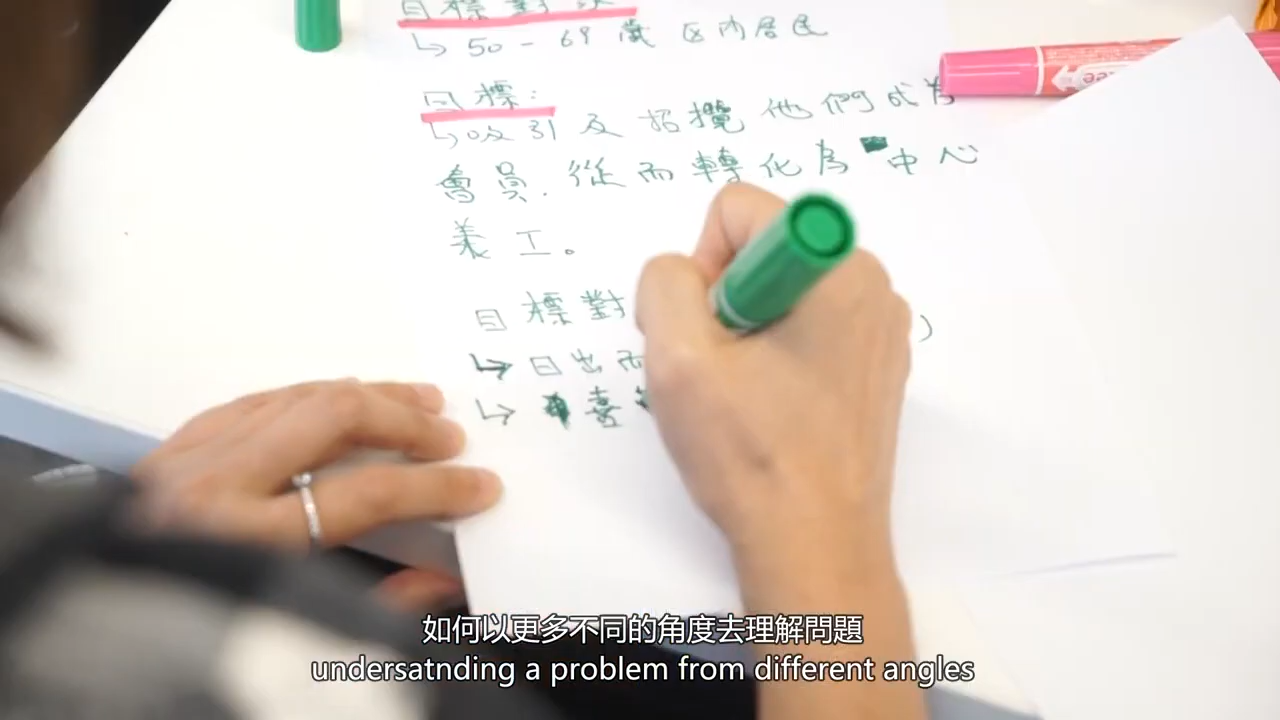 目標對象
↳ 50 - 69 歲 区內居民
目標:
↳吸引及招攬他們成為
會員.從而轉化為 中心
義工。
目標對 )
↳ 日出而
↳ 喜
如何以更多不同的角度去理解問題
undersatnding a problem from different angles